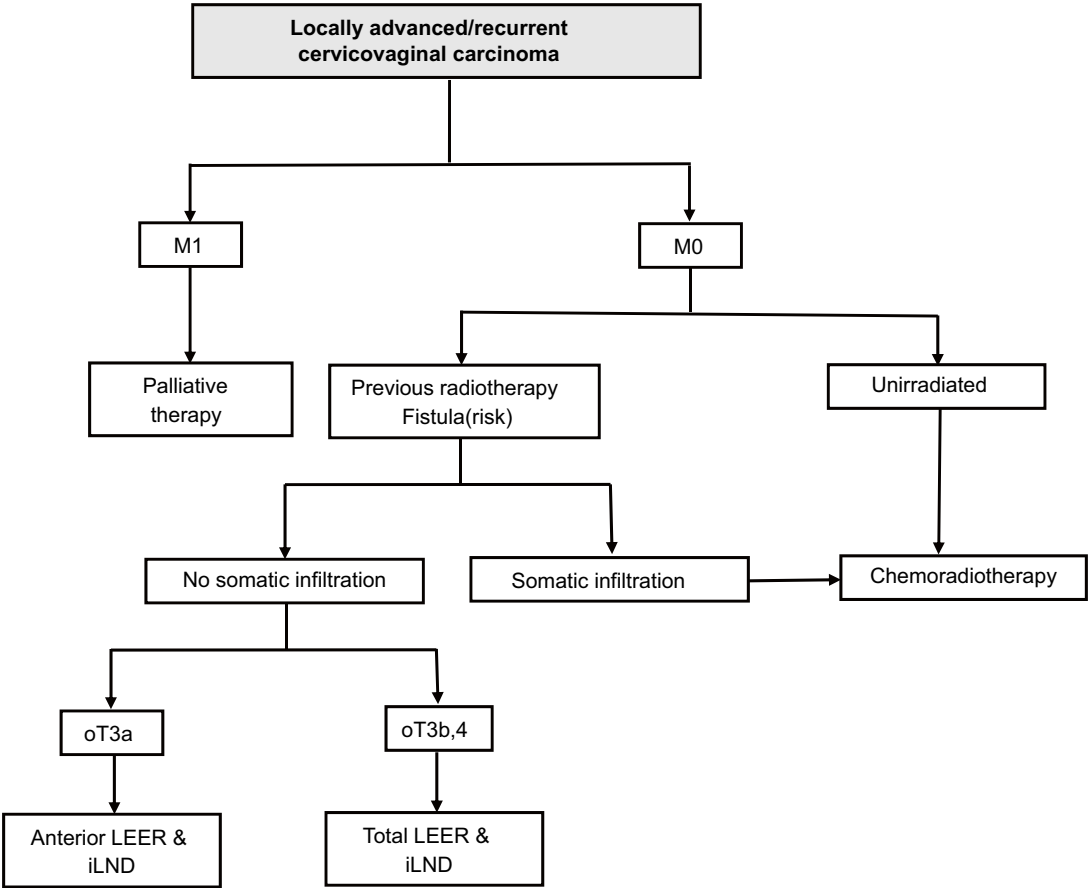 Locally advanced/recurrent
cervicovaginal carcinoma
M1
M0
Palliative
therapy
Previous radiotherapy
Fistula(risk)
Unirradiated
No somatic infiltration
Somatic infiltration
Chemoradiotherapy
oT3a
oT3b,4
Anterior LEER &
iLND
Total LEER &
iLND